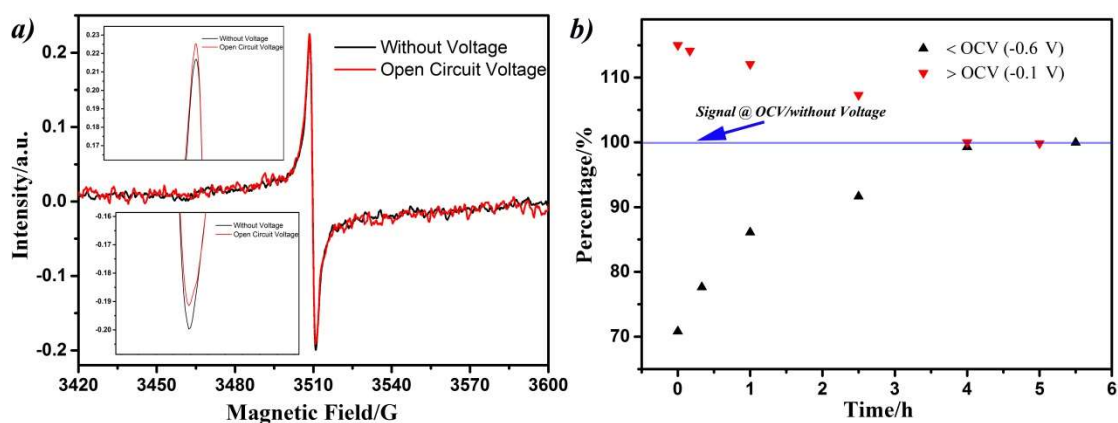 a)
0.2
0.1
0.0
-0.1
-0.2
Intensity/a.u.
3420 3450 3480 3510 3540 3570 3600
Magnetic Field/G
Without Voltage
Open Circuit Voltage
0.23
0.22
0.21
0.20
0.19
0.18
0.17
Without Voltage
Open Circuit Voltage
-0.16
-0.17
-0.18
-0.19
-0.20
Without Voltage
Open Circuit Voltage
b)
110
100
90
80
70
Percentage/%
0 1 2 3 4 5 6
Time/h
< OCV (-0.6 V)
> OCV (-0.1 V)
Signal @ OCV/without Voltage